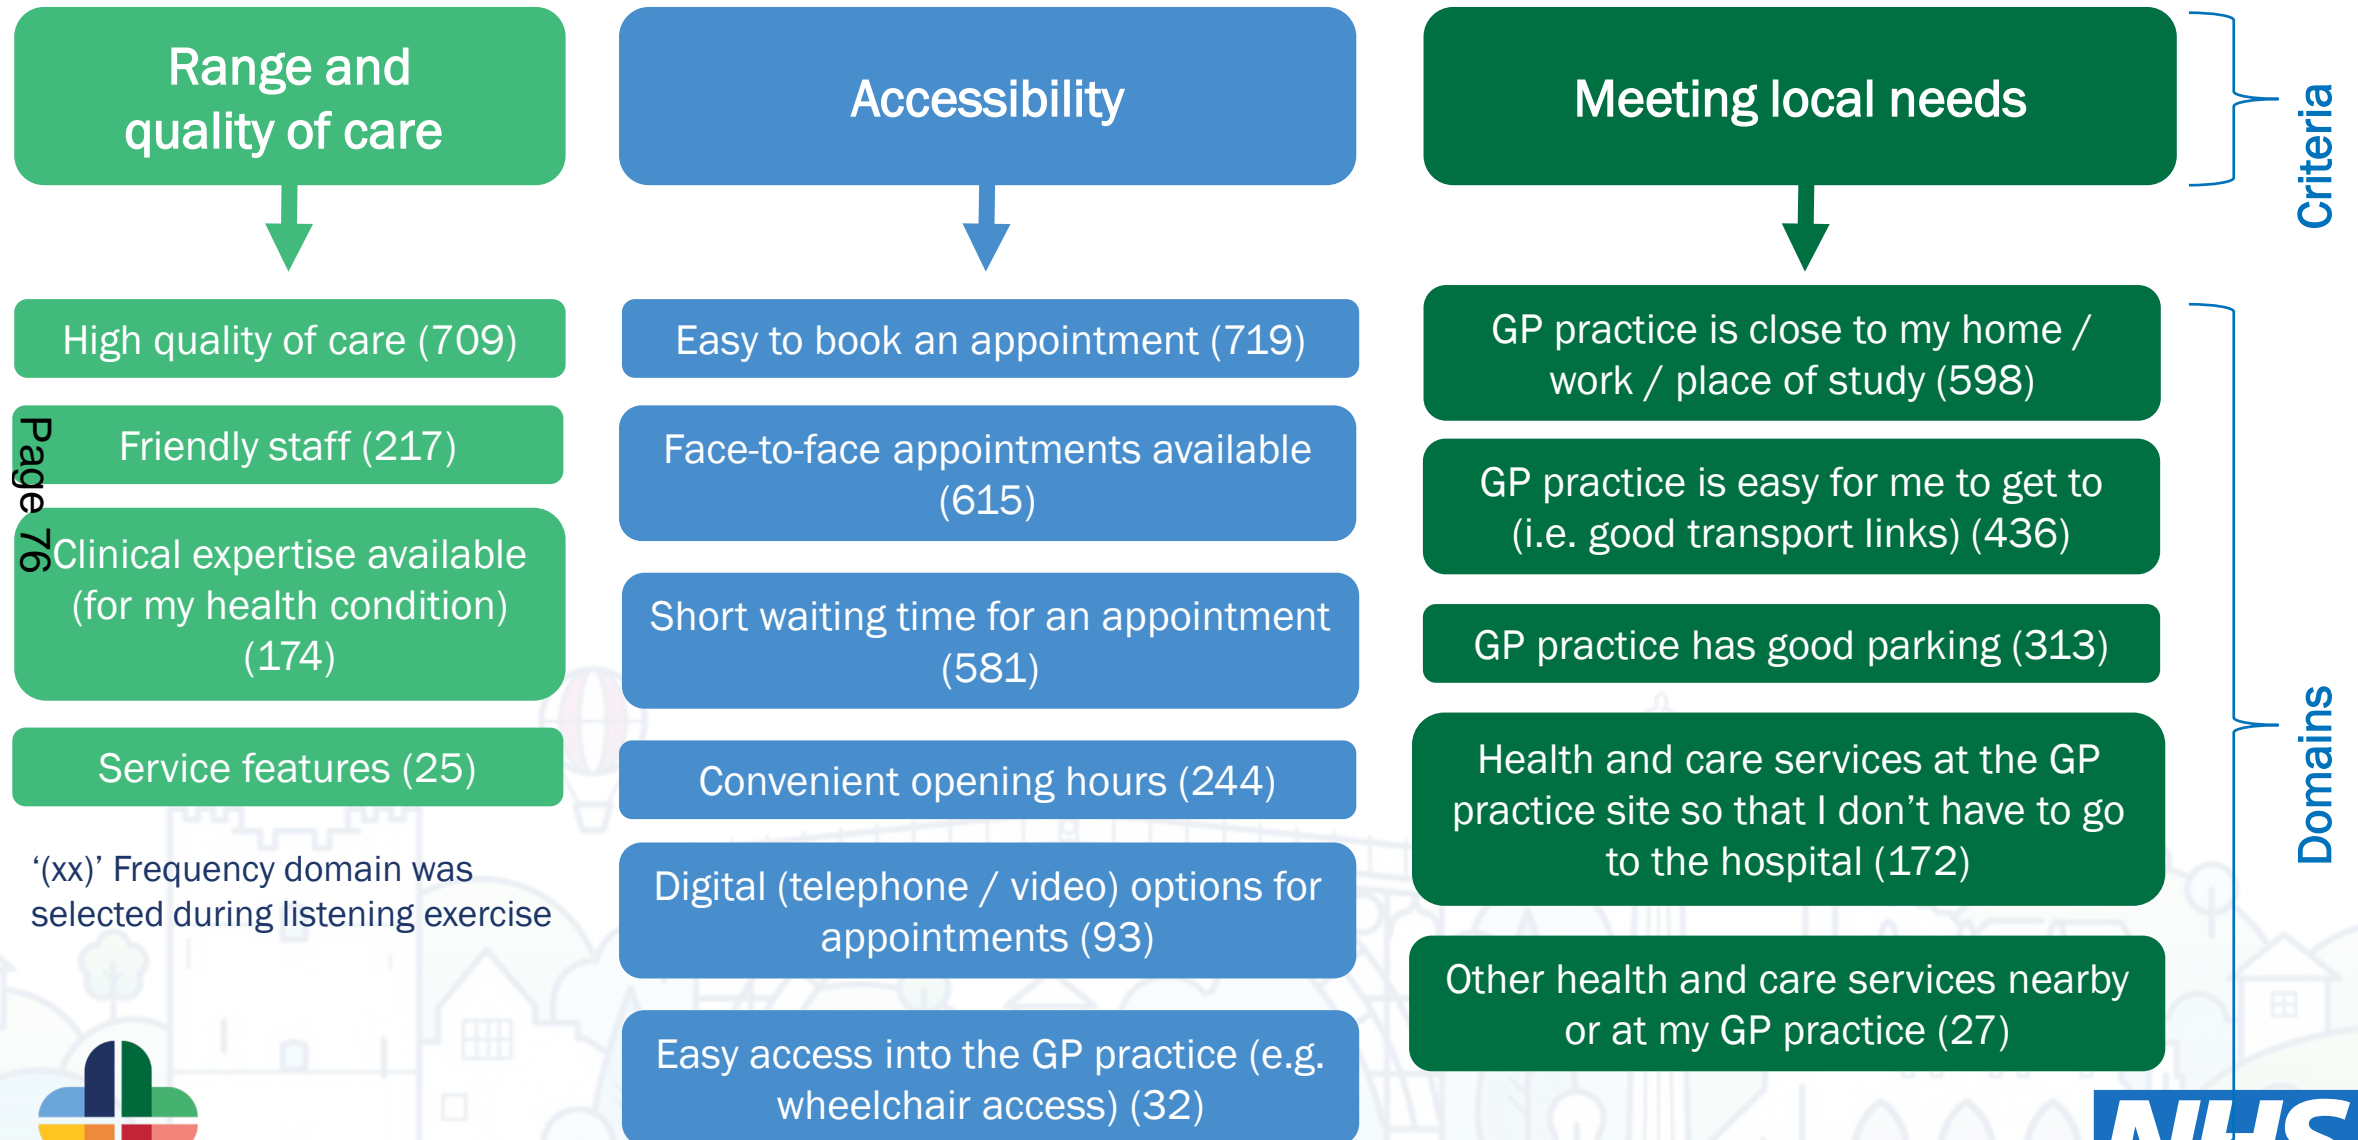 Range and
quality of care
Accessibility
Meeting local needs
Criteria
High quality of care (709)
Friendly staff (217)
Clinical expertise available
(for my health condition)
(174)
Service features (25)
‘(xx)’ Frequency domain was
selected during listening exercise
Easy to book an appointment (719)
Face-to-face appointments available
(615)
Short waiting time for an appointment
(581)
Convenient opening hours (244)
Digital (telephone / video) options for
appointments (93)
Easy access into the GP practice (e.g.
wheelchair access) (32)
GP practice is close to my home /
work / place of study (598)
GP practice is easy for me to get to
(i.e. good transport links) (436)
GP practice has good parking (313)
Health and care services at the GP
practice site so that I don’t have to go
to the hospital (172)
Other health and care services nearby
or at my GP practice (27)
Domains
Page 76
NHS